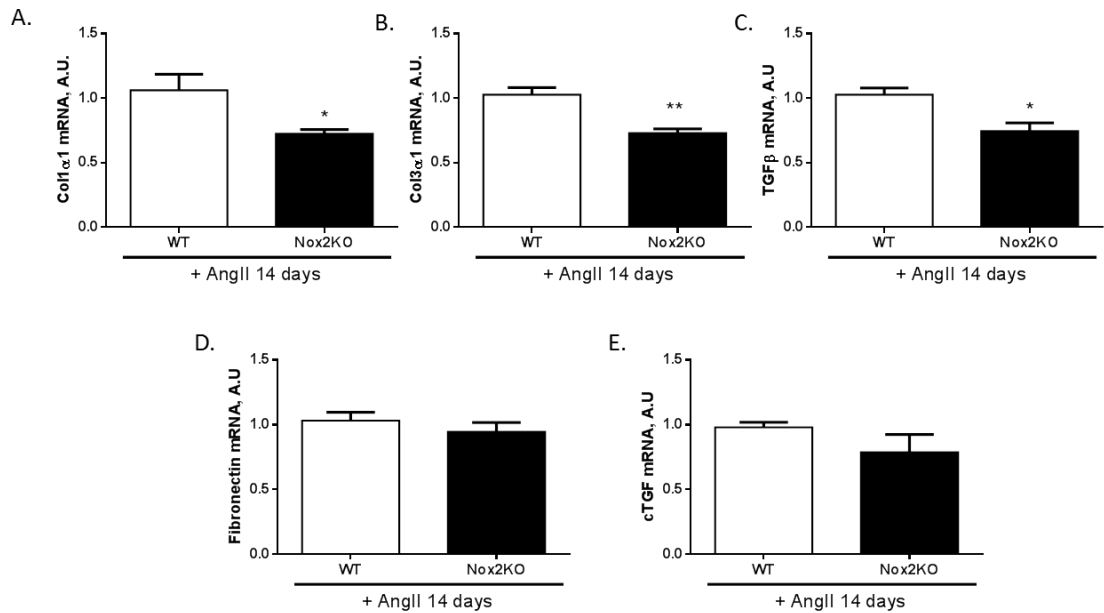 A.
Col1α1 mRNA, A.U.
1.5
1.0
0.5
0.0
*
WT
Nox2KO
+ AngII 14 days
B.
Col3α1 mRNA, A.U.
1.5
1.0
0.5
0.0
**
WT
Nox2KO
+ AngII 14 days
C.
TGFβ mRNA, A.U
1.5
1.0
0.5
0.0
*
WT
Nox2KO
+ AngII 14 days
D.
Fibronectin mRNA, A.U
1.5
1.0
0.5
0.0
WT
Nox2KO
+ AngII 14 days
E.
cTGF mRNA, A.U
1.5
1.0
0.5
0.0
WT
Nox2KO
+ AngII 14 days